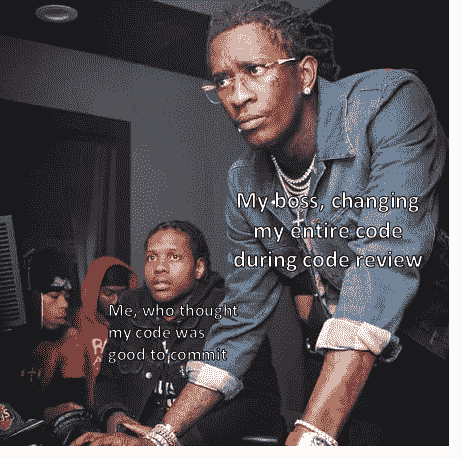 My boss, changing
my entire code
during code review
Me, who thought
my code was
good to commit